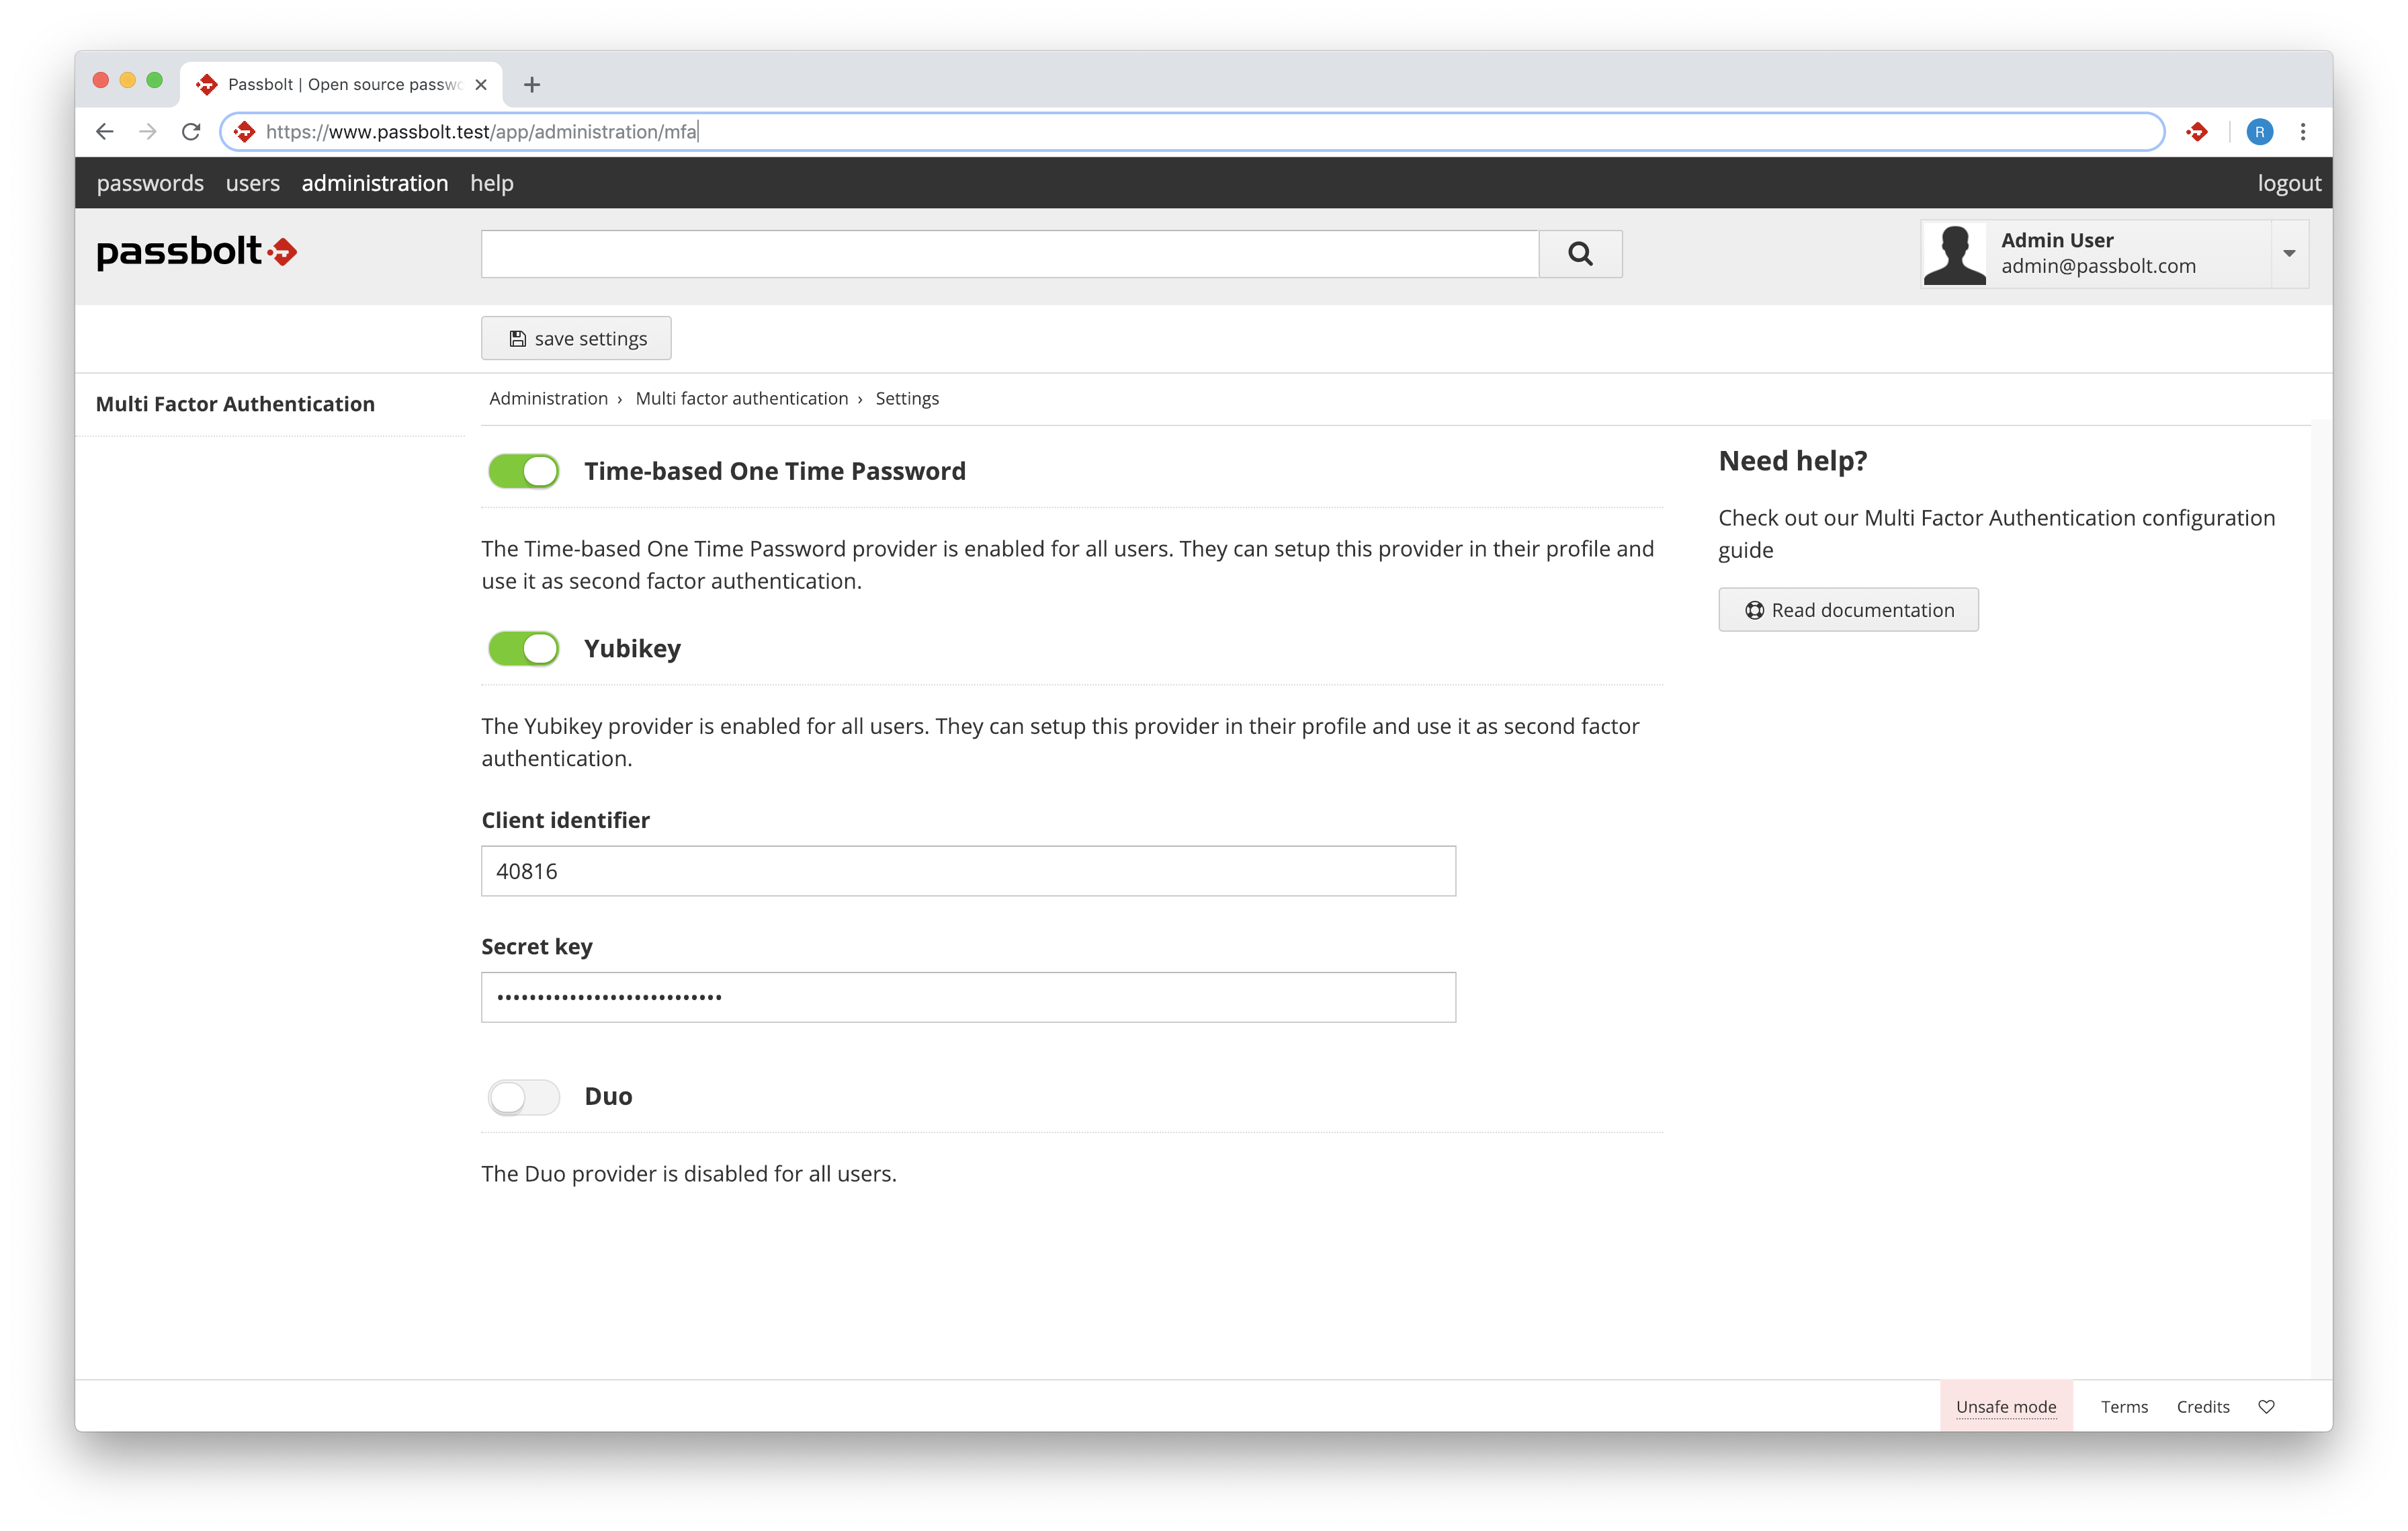 Passbolt | Open source passwo
https://www.passbolt.test/app/administration/mfa
R
passwords users administration help logout
passbolt
Admin User
admin@passbolt.com
save settings
Multi Factor Authentication
Administration › Multi factor authentication › Settings
Time-based One Time Password
The Time-based One Time Password provider is enabled for all users. They can setup this provider in their profile and
use it as second factor authentication.
Yubikey
The Yubikey provider is enabled for all users. They can setup this provider in their profile and use it as second factor
authentication.
Client identifier
40816
Secret key
••••••••••••••••••••••••••••
Duo
The Duo provider is disabled for all users.
Need help?
Check out our Multi Factor Authentication configuration
guide
Read documentation
Unsafe mode Terms Credits